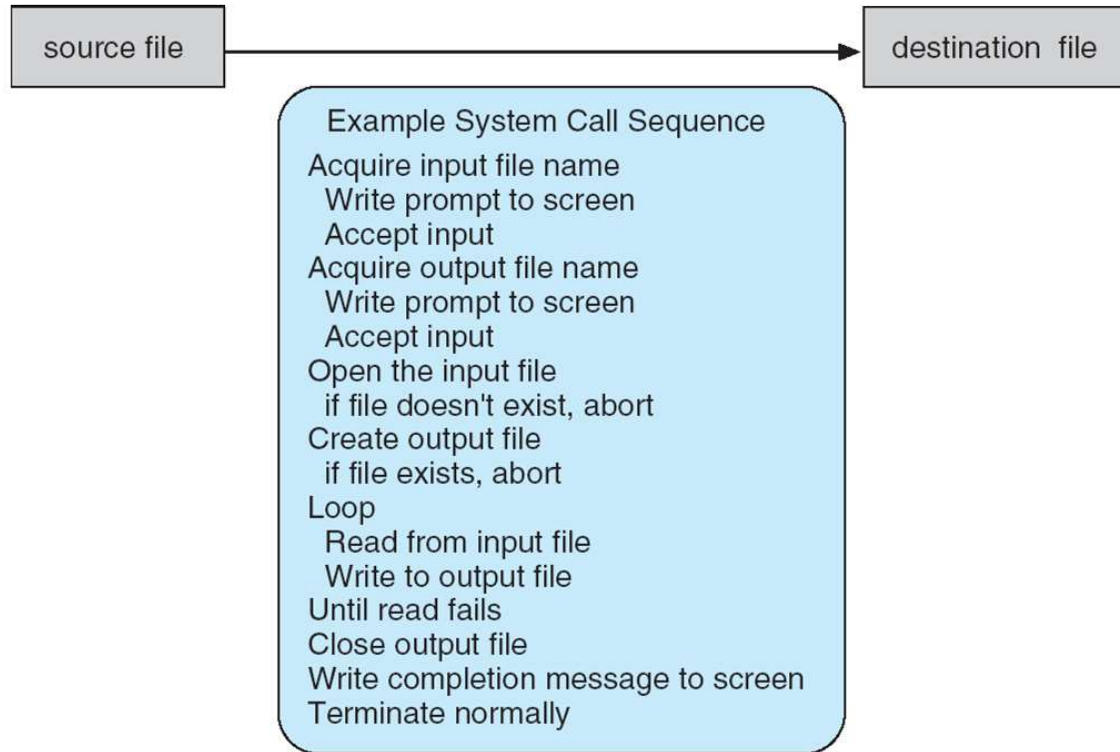 source file
destination file
Example System Call Sequence
Acquire input file name
Write prompt to screen
Accept input
Acquire output file name
Write prompt to screen
Accept input
Open the input file
if file doesn't exist, abort
Create output file
if file exists, abort
Loop
Read from input file
Write to output file
Until read fails
Close output file
Write completion message to screen
Terminate normally